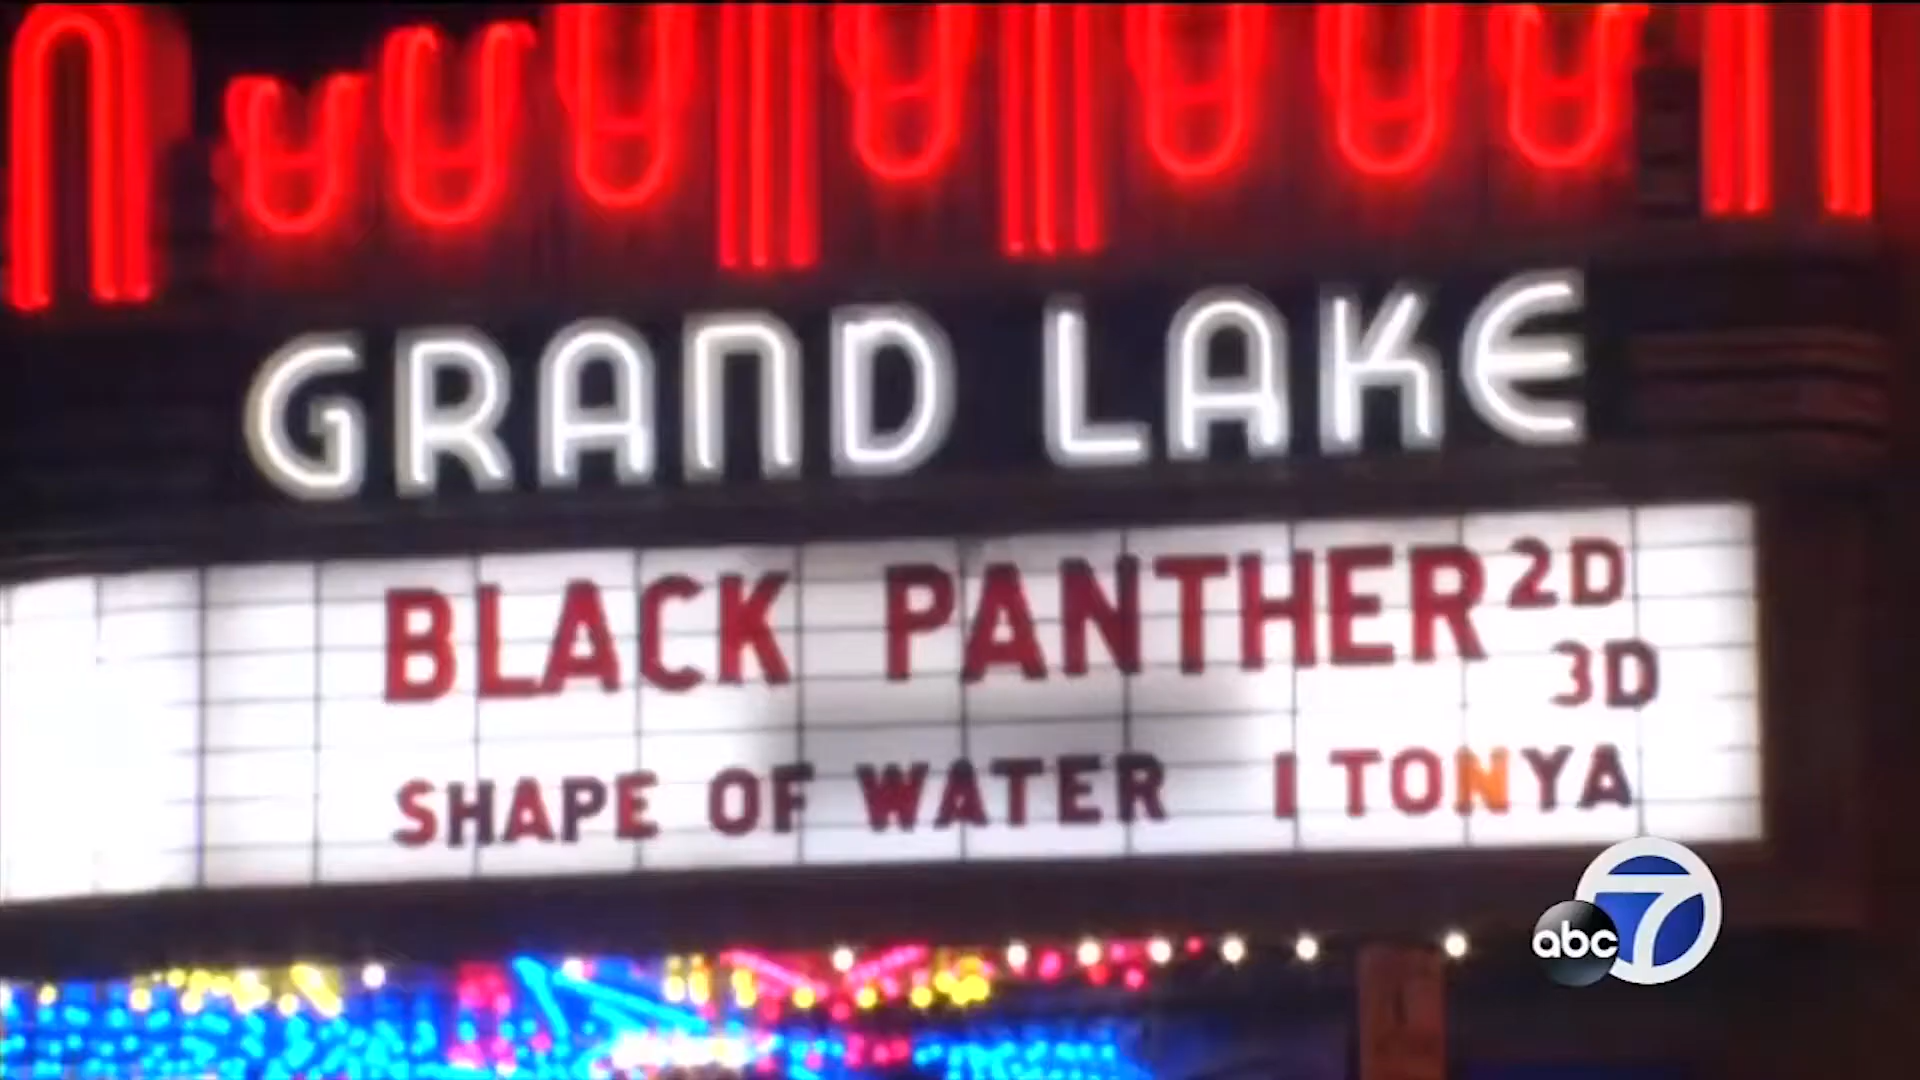 GRAND LAKE
BLACK PANTHER 2D
3D
SHAPE OF WATER I TONYA
abc 7